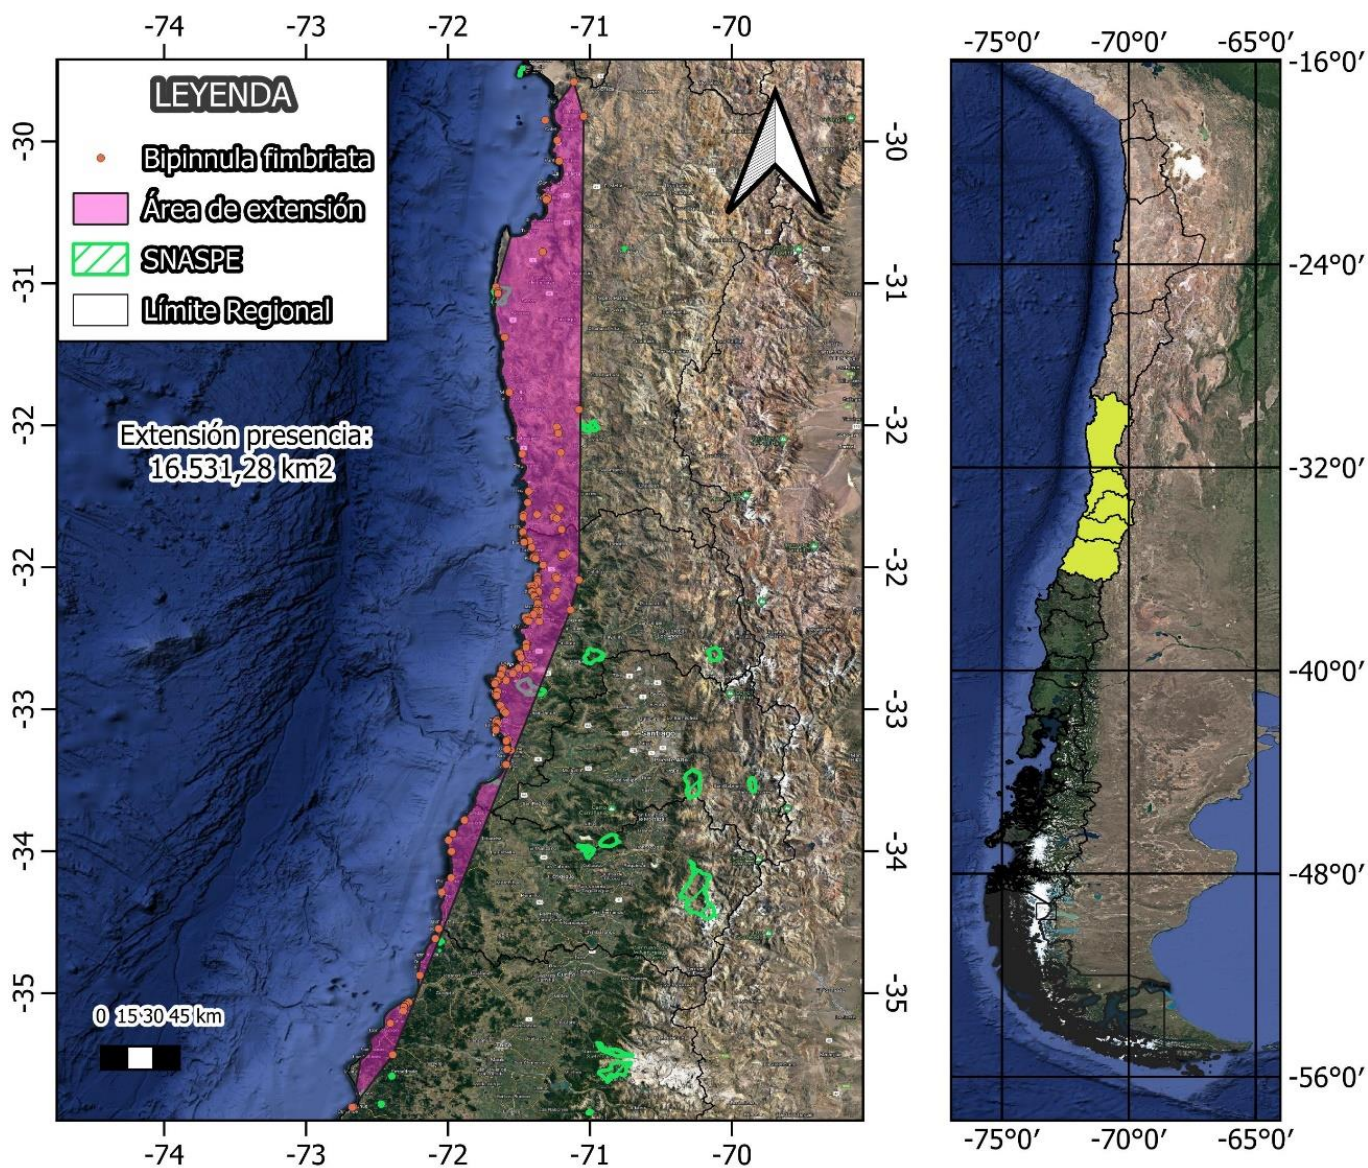 -74 -73 -72 -71 -70
-75°0′ -70°0′ -65°0′
-16°0′
LEYENDA
Bipinnula fimbriata
Área de extensión
SNASPE
Límite Regional
-30 -30
-31 -31
-24°0′
-32 -32
Extensión presencia:
16.531,28 km2
-32°0′
-32 -32
-40°0′
-33 -33
Santiago
-34 -34
-48°0′
-35 -35
0 15 30 45 km
-56°0′
-74 -73 -72 -71 -70
-75°0′ -70°0′ -65°0′